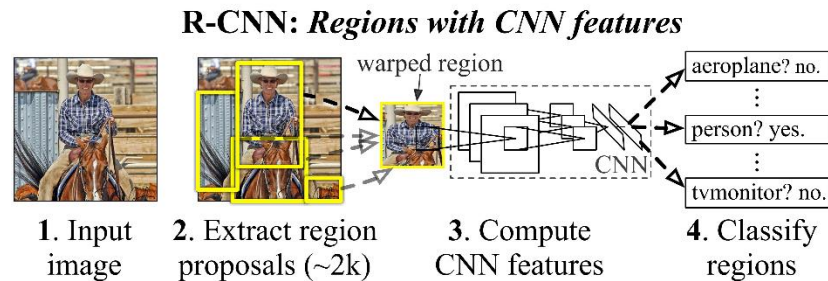 R-CNN: Regions with CNN features
warped region
aeroplane? no.
⋮
person? yes.
⋮
tvmonitor? no.
CNN
1. Input
image
2. Extract region
proposals (~2k)
3. Compute
CNN features
4. Classify
regions